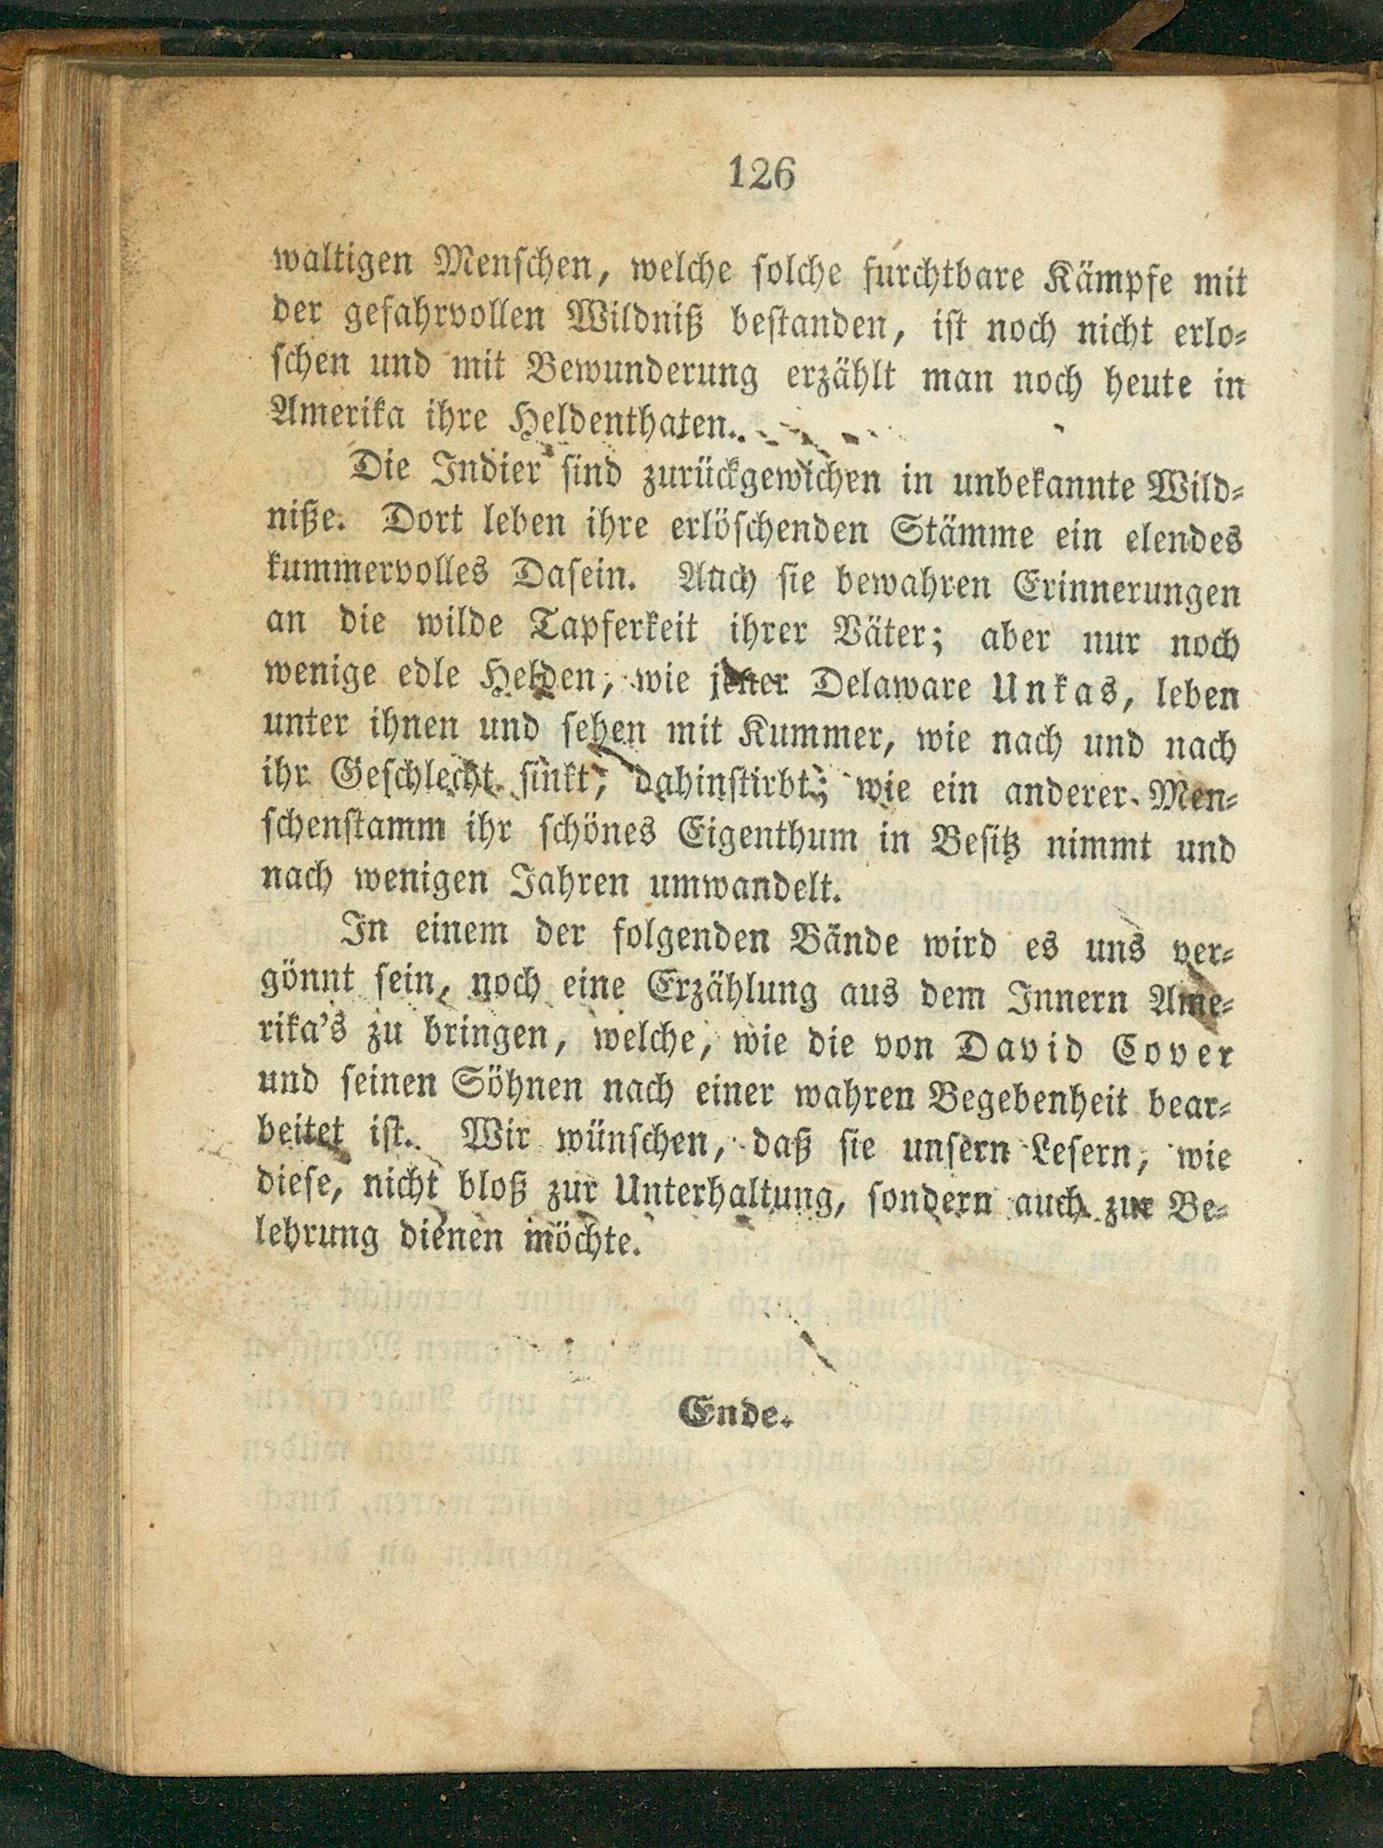 126
waltigen Menschen, welche solche furchtbare Kämpfe mit
der gefahrvollen Wildniß bestanden, ist noch nicht erlo-
schen und mit Bewunderung erzählt man noch heute in
Amerika ihre Heldenthaten.
Die Indier sind zurückgewichen in unbekannte Wild-
niße. Dort leben ihre erlöschenden Stämme ein elendes
kummervolles Dasein. Auch sie bewahren Erinnerungen
an die wilde Tapferkeit ihrer Väter; aber nur noch
wenige edle Helden, wie jener Delaware Unkas, leben
unter ihnen und sehen mit Kummer, wie nach und nach
ihr Geschlecht sinkt, dahinstirbt; wie ein anderer Men-
schenstamm ihr schönes Eigenthum in Besitz nimmt und
nach wenigen Jahren umwandelt.
In einem der folgenden Bände wird es uns ver-
gönnt sein, noch eine Erzählung aus dem Innern Ame-
rika's zu bringen, welche, wie die von David Cover
und seinen Söhnen nach einer wahren Begebenheit bear-
beitet ist. Wir wünschen, daß sie unsern Lesern, wie
diese, nicht bloß zur Unterhaltung, sondern auch zur Be-
lehrung dienen möchte.
Ende.